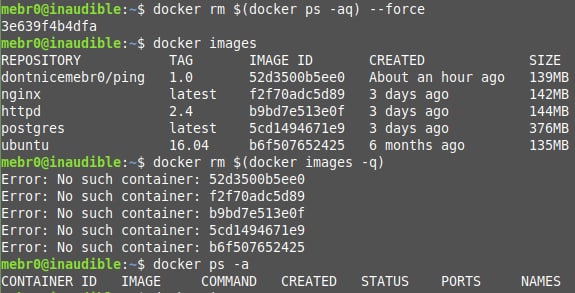 mebr0@inaudible:~$ docker rm $(docker ps -aq) --force
3e639f4b4dfa
mebr0@inaudible:~$ docker images
REPOSITORY TAG IMAGE ID CREATED SIZE
dontnicemebr0/ping 1.0 52d3500b5ee0 About an hour ago 139MB
nginx latest f2f70adc5d89 3 days ago 142MB
httpd 2.4 b9bd7e513e0f 3 days ago 144MB
postgres latest 5cd1494671e9 3 days ago 376MB
ubuntu 16.04 b6f507652425 6 months ago 135MB
mebr0@inaudible:~$ docker rm $(docker images -q)
Error: No such container: 52d3500b5ee0
Error: No such container: f2f70adc5d89
Error: No such container: b9bd7e513e0f
Error: No such container: 5cd1494671e9
Error: No such container: b6f507652425
mebr0@inaudible:~$ docker ps -a
CONTAINER ID IMAGE COMMAND CREATED STATUS PORTS NAMES